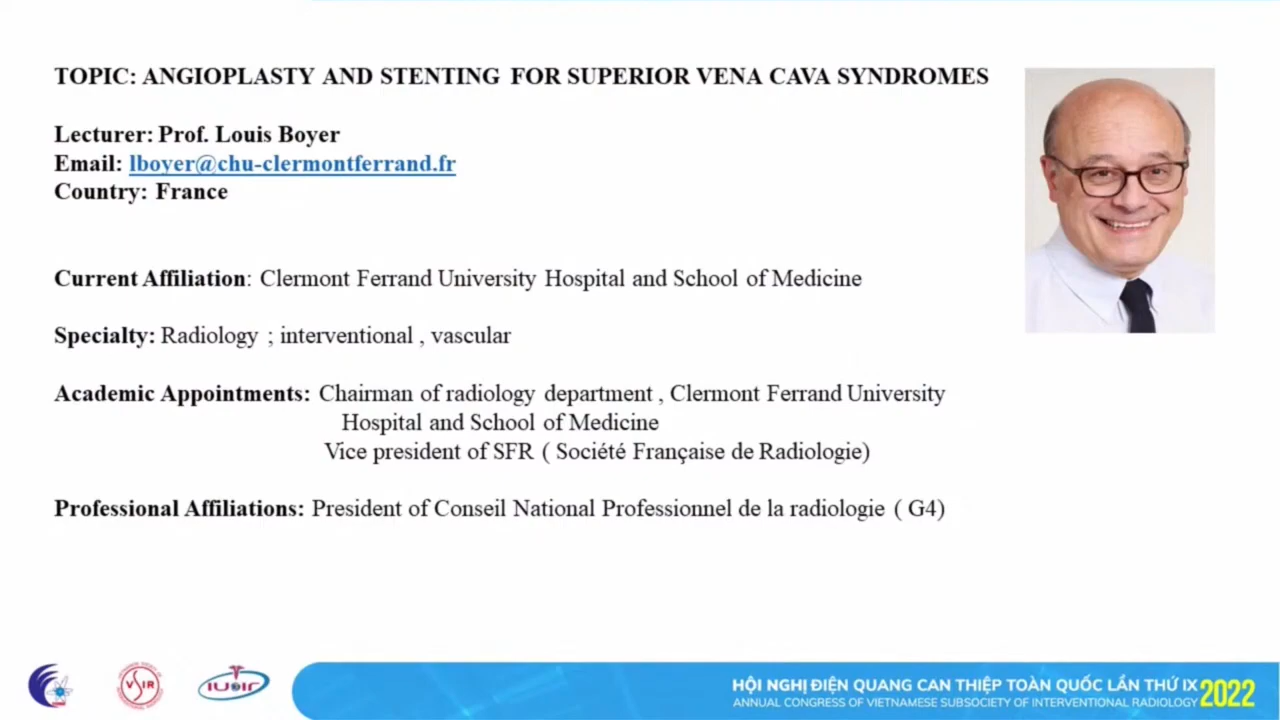 TOPIC: ANGIOPLASTY AND STENTING FOR SUPERIOR VENA CAVA SYNDROMES
Lecturer: Prof. Louis Boyer
Email: lboyer@chu-clermontferrand.fr
Country: France
Current Affiliation: Clermont Ferrand University Hospital and School of Medicine
Specialty: Radiology ; interventional , vascular
Academic Appointments: Chairman of radiology department , Clermont Ferrand University
Hospital and School of Medicine
Vice president of SFR ( Société Française de Radiologie)
Professional Affiliations: President of Conseil National Professionnel de la radiologie ( G4)
VSIR
HỘI NGHỊ ĐIỆN QUANG CAN THIỆP TOÀN QUỐC LẦN THỨ IX
ANNUAL CONGRESS OF VIETNAMESE SUBSOCIETY OF INTERVENTIONAL RADIOLOGY
2022